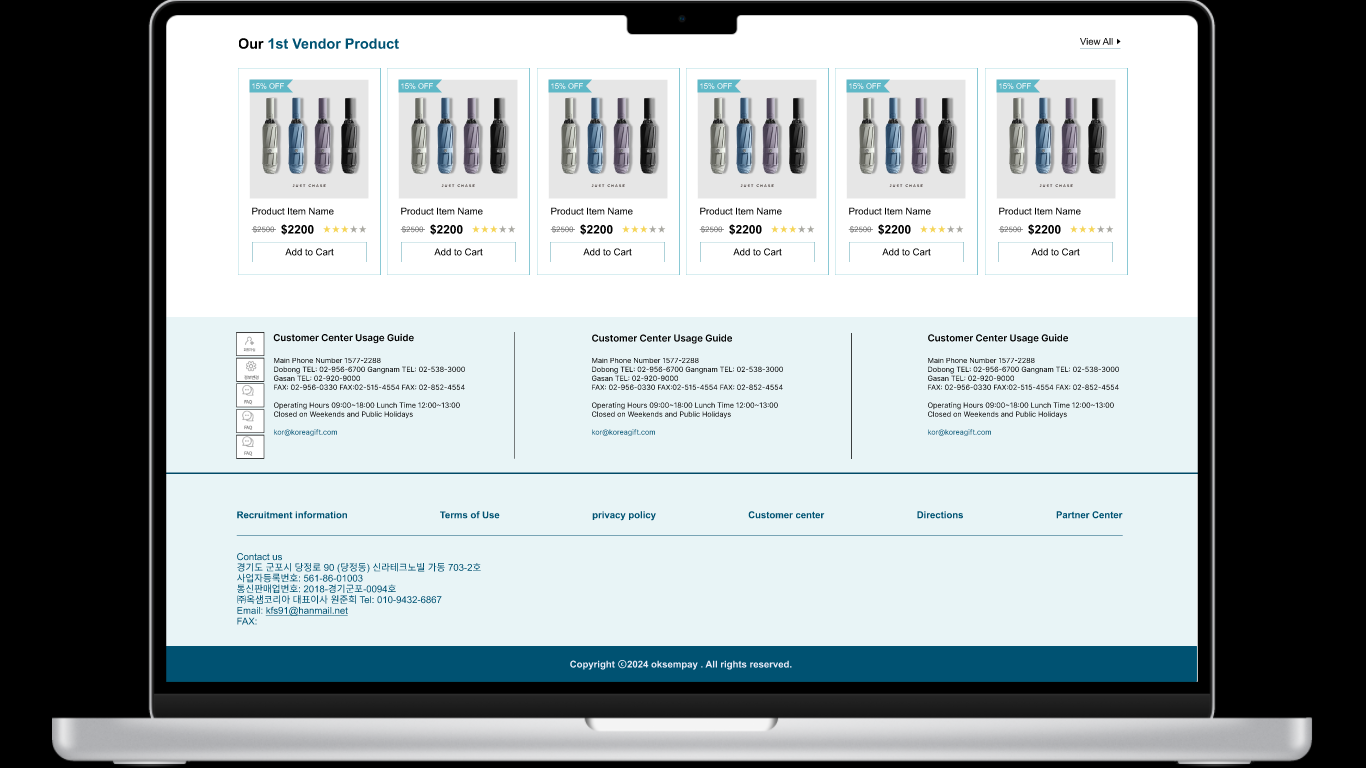 Our 1st Vendor Product
View All
15% OFF 15% OFF 15% OFF 15% OFF 15% OFF 15% OFF
JUST CHASE JUST CHASE JUST CHASE JUST CHASE JUST CHASE JUST CHASE
Product Item Name Product Item Name Product Item Name Product Item Name Product Item Name Product Item Name
$2500 $2200 $2500 $2200 $2500 $2200 $2500 $2200 $2500 $2200 $2500 $2200
Add to Cart Add to Cart Add to Cart Add to Cart Add to Cart Add to Cart
FAQ
FAQ
FAQ
Customer Center Usage Guide
Main Phone Number 1577-2288
Dobong TEL: 02-956-6700 Gangnam TEL: 02-538-3000
Gasan TEL: 02-920-9000
FAX: 02-956-0330 FAX:02-515-4554 FAX: 02-852-4554
Operating Hours 09:00~18:00 Lunch Time 12:00~13:00
Closed on Weekends and Public Holidays
kor@koreagift.com
Customer Center Usage Guide
Main Phone Number 1577-2288
Dobong TEL: 02-956-6700 Gangnam TEL: 02-538-3000
Gasan TEL: 02-920-9000
FAX: 02-956-0330 FAX:02-515-4554 FAX: 02-852-4554
Operating Hours 09:00~18:00 Lunch Time 12:00~13:00
Closed on Weekends and Public Holidays
kor@koreagift.com
Customer Center Usage Guide
Main Phone Number 1577-2288
Dobong TEL: 02-956-6700 Gangnam TEL: 02-538-3000
Gasan TEL: 02-920-9000
FAX: 02-956-0330 FAX:02-515-4554 FAX: 02-852-4554
Operating Hours 09:00~18:00 Lunch Time 12:00~13:00
Closed on Weekends and Public Holidays
kor@koreagift.com
Recruitment information Terms of Use privacy policy Customer center Directions Partner Center
Contact us
경기도 군포시 당정로 90 (당정동) 신라테크노빌 가동 703-2호
사업자등록번호: 561-86-01003
통신판매업번호: 2018-경기군포-0094호
㈜옥샘코리아 대표이사 원준희 Tel: 010-9432-6867
Email: kfs91@hanmail.net
FAX:
Copyright ⓒ2024 oksempay . All rights reserved.